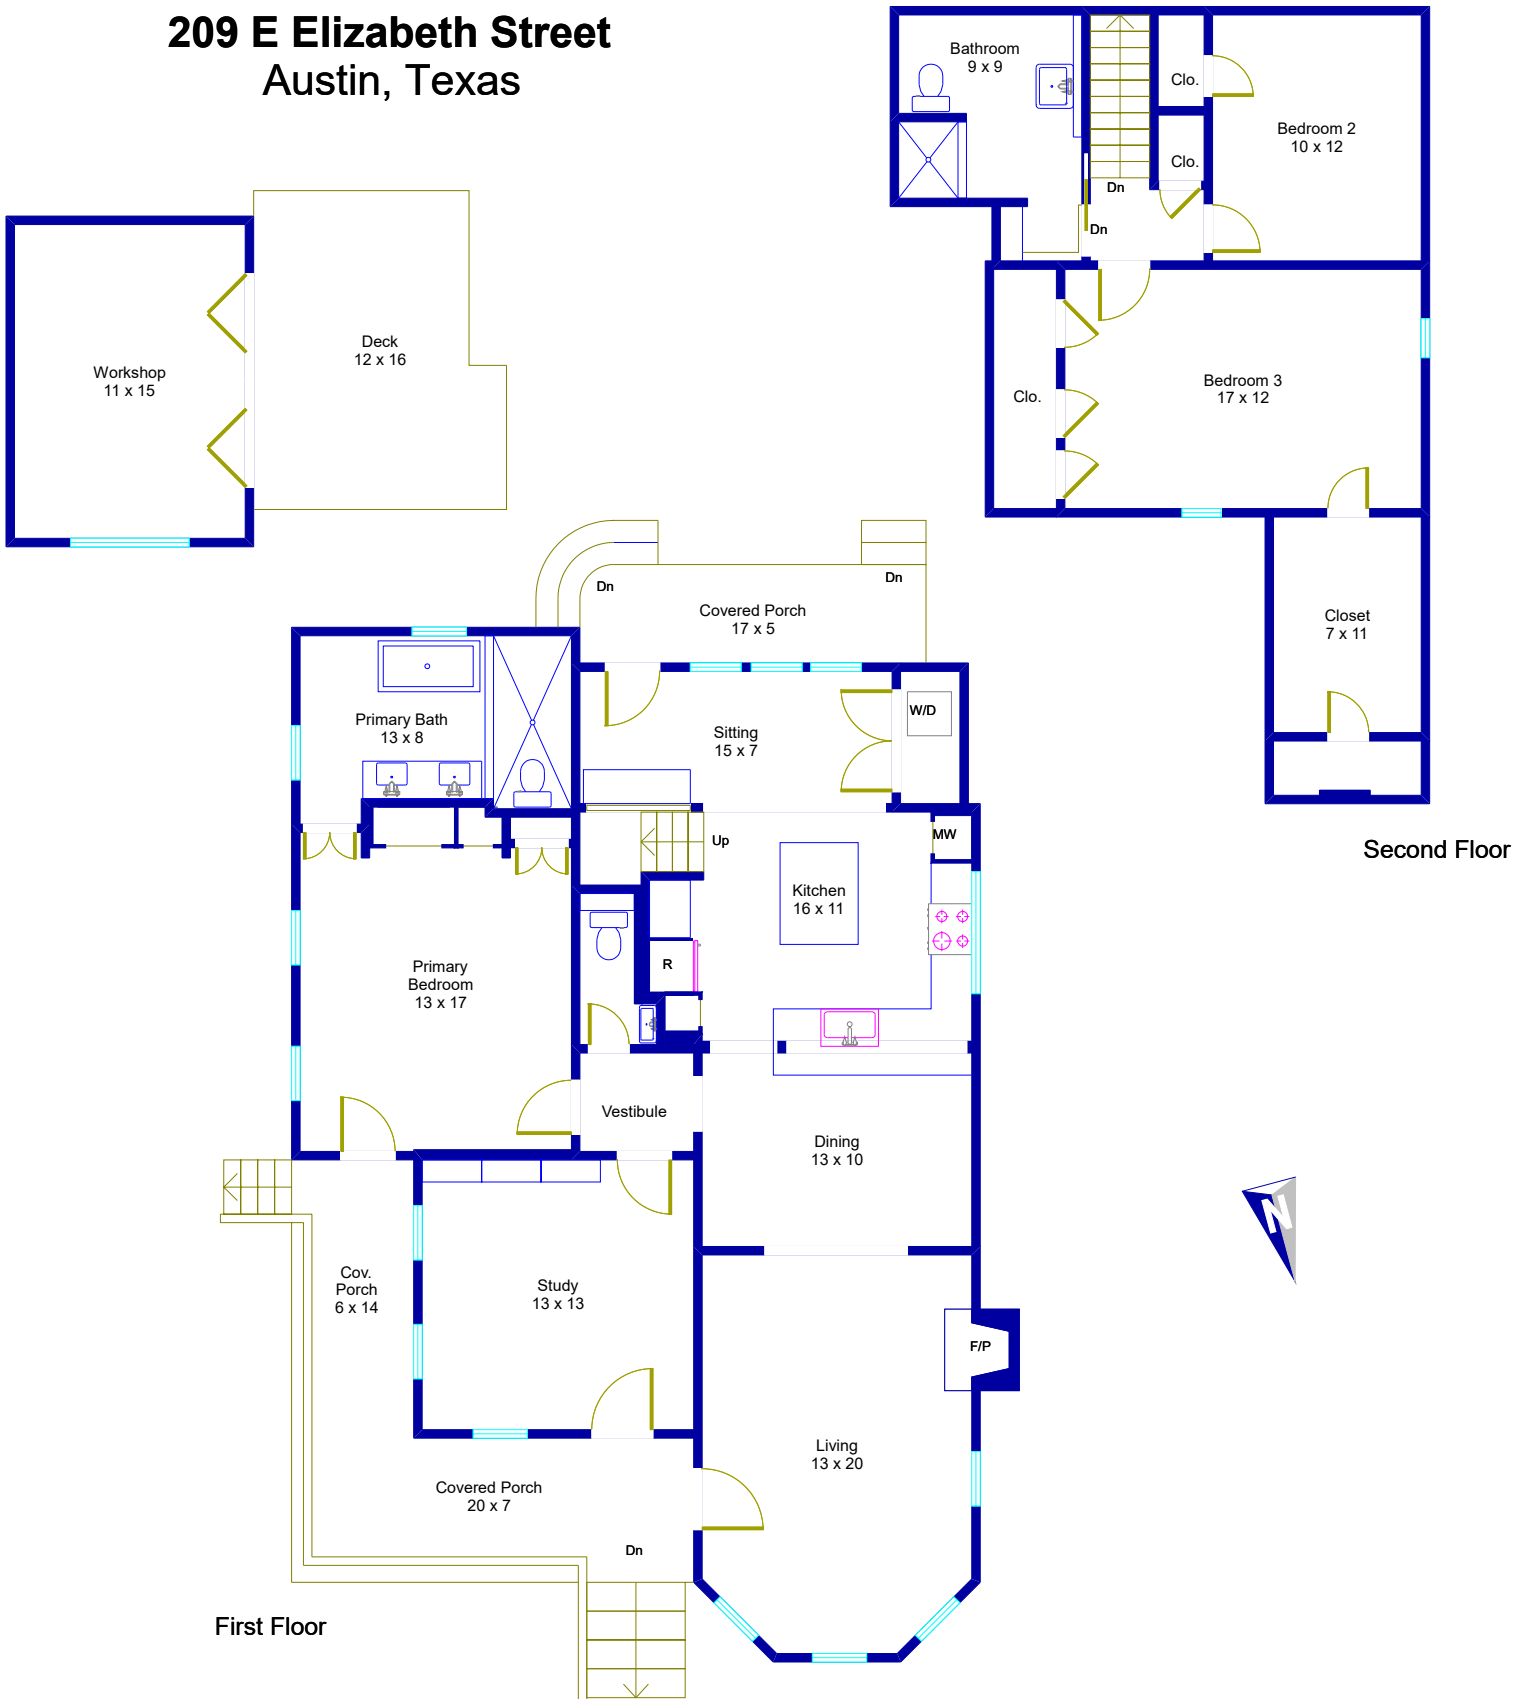 209 E Elizabeth Street
Austin, Texas
Bathroom
9 x 9
Clo.
Clo.
Bedroom 2
10 x 12
Dn
Dn
Workshop
11 x 15
Deck
12 x 16
Clo.
Bedroom 3
17 x 12
Closet
7 x 11
Second Floor
Dn
Dn
Covered Porch
17 x 5
Primary Bath
13 x 8
Sitting
15 x 7
W/D
Up
MW
Kitchen
16 x 11
R
Primary
Bedroom
13 x 17
Vestibule
Dining
13 x 10
N
Cov.
Porch
6 x 14
Study
13 x 13
F/P
Living
13 x 20
Covered Porch
20 x 7
Dn
First Floor